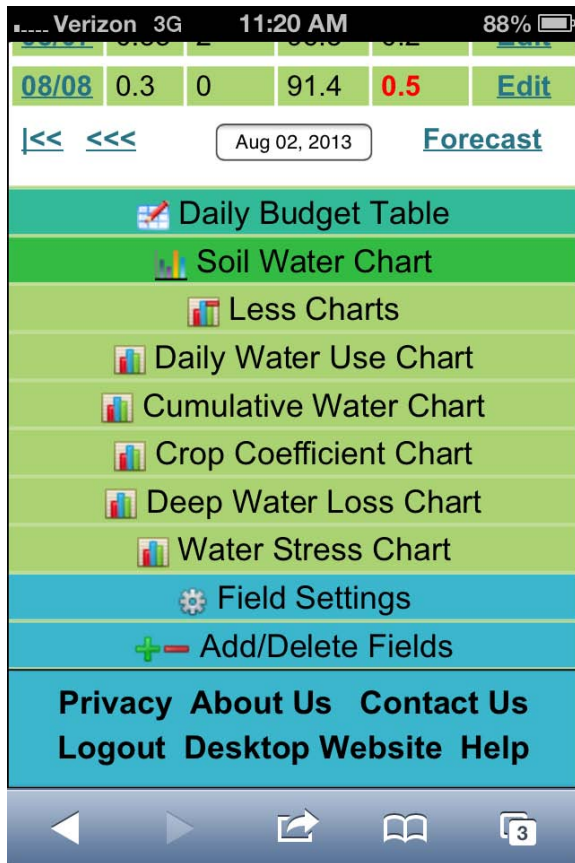 Verizon 3G 11:20 AM 88%
08/08 0.3 0 91.4 0.5 Edit
|<< <<< Aug 02, 2013 Forecast
Daily Budget Table
Soil Water Chart
Less Charts
Daily Water Use Chart
Cumulative Water Chart
Crop Coefficient Chart
Deep Water Loss Chart
Water Stress Chart
Field Settings
Add/Delete Fields
Privacy About Us Contact Us
Logout Desktop Website Help
3